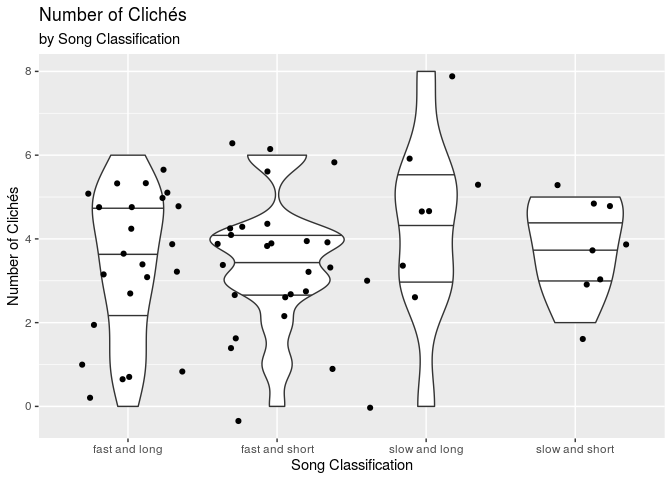 Number of Clichés
by Song Classification
8
6
4
2
0
Number of Clichés
fast and long
fast and short
slow and long
slow and short
Song Classification